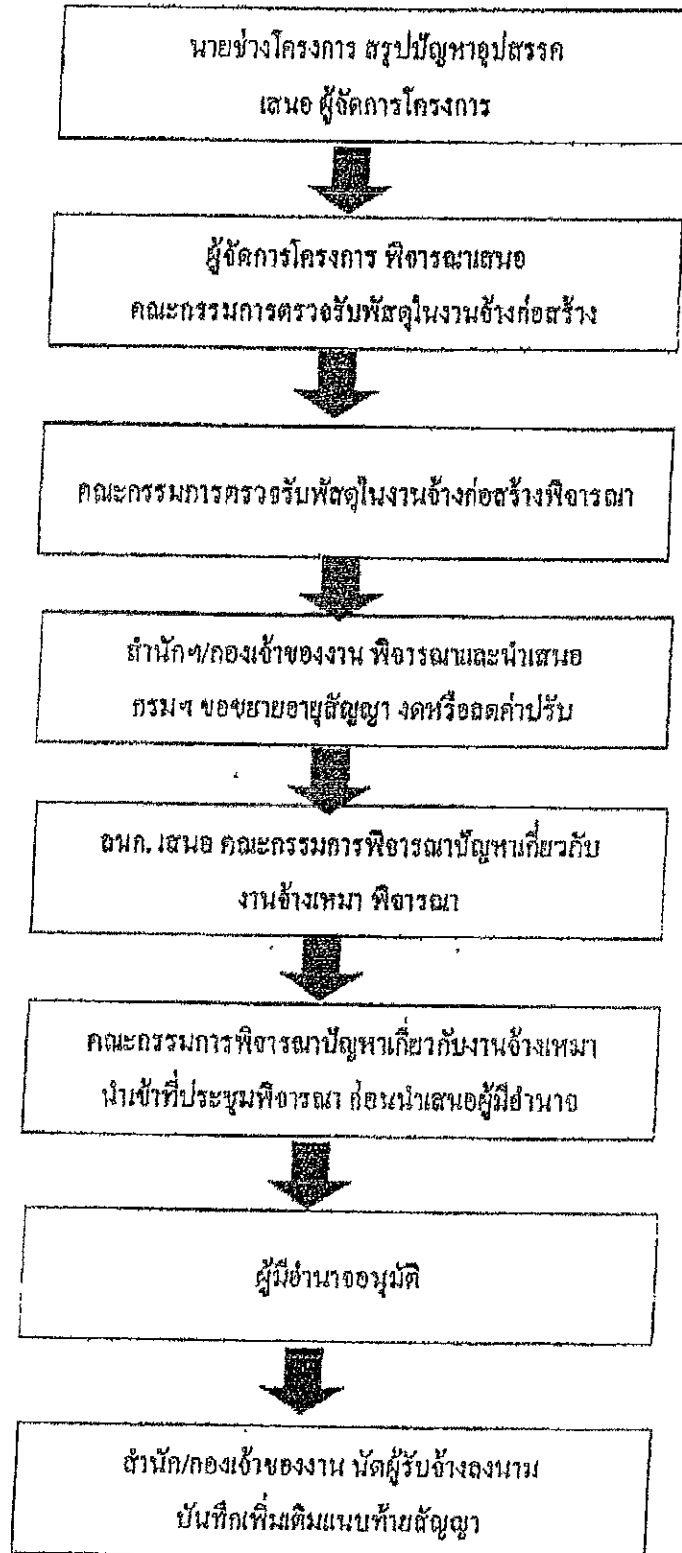 นายช่างโครงการ สรุปปัญหาอุปสรรค
เสนอ ผู้จัดการโครงการ
ผู้จัดการโครงการ พิจารณาเสนอ
คณะกรรมการตรวจรับพัสดุในงานจ้างก่อสร้าง
คณะกรรมการตรวจรับพัสดุในงานจ้างก่อสร้างพิจารณา
สำนักฯ/กองเจ้าของงาน พิจารณาและนำเสนอ
กรมฯ ขอขยายอายุสัญญา งดหรือลดค่าปรับ
เสนอ คณะกรรมการพิจารณาปัญหาเกี่ยวกับ
งานจ้างเหมา พิจารณา
คณะกรรมการพิจารณาปัญหาเกี่ยวกับงานจ้างเหมา
นำเข้าที่ประชุมพิจารณา ก่อนนำเสนอผู้มีอำนาจ
ผู้มีอำนาจอนุมัติ
สำนัก/กองเจ้าของงาน นัดผู้รับจ้างลงนาม
บันทึกเพิ่มเติมแนบท้ายสัญญา